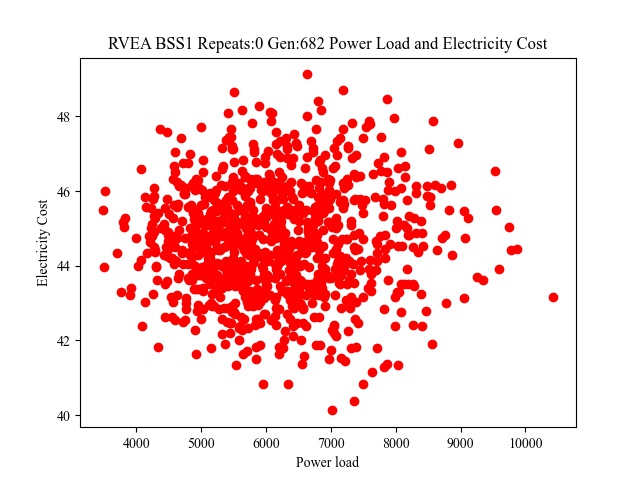 RVEA BSS1 Repeats:0 Gen:682 Power Load and Electricity Cost
48
46
44
42
40
Electricity Cost
4000 5000 6000 7000 8000 9000 10000
Power load